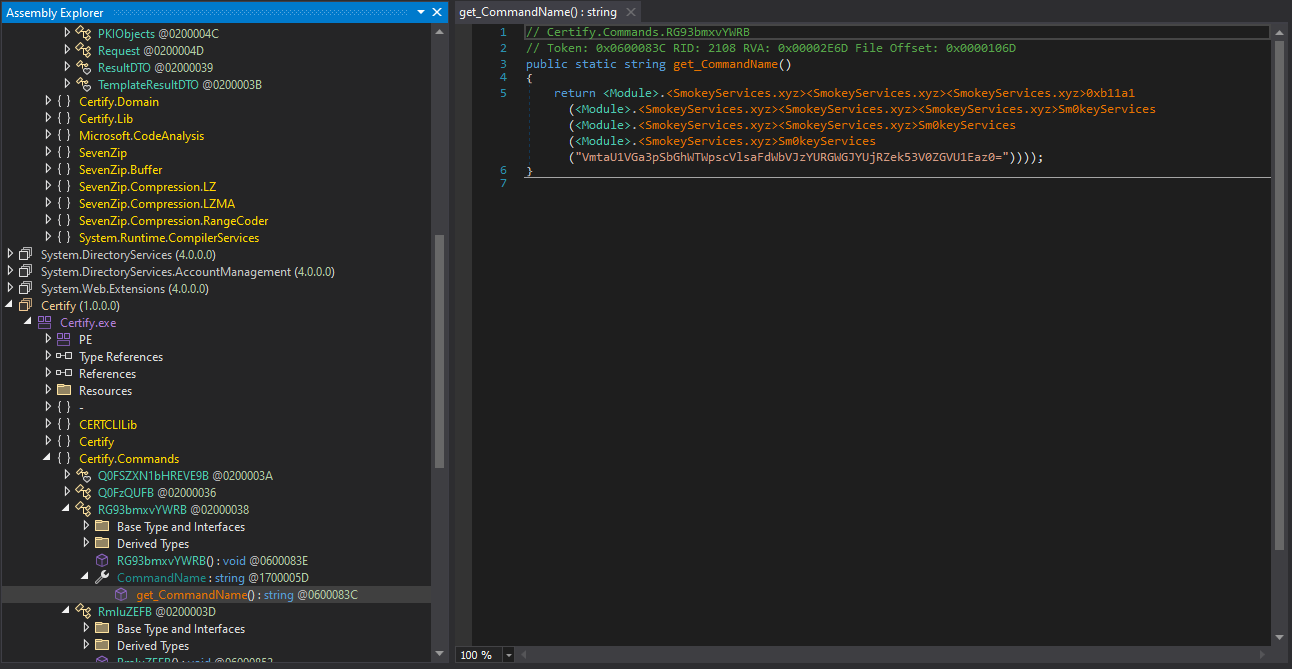 Assembly Explorer
PKIObjects @0200004C
Request @0200004D
ResultDTO @02000039
TemplateResultDTO @0200003B
{ } Certify.Domain
{ } Certify.Lib
{ } Microsoft.CodeAnalysis
{ } SevenZip
{ } SevenZip.Buffer
{ } SevenZip.Compression.LZ
{ } SevenZip.Compression.LZMA
{ } SevenZip.Compression.RangeCoder
{ } System.Runtime.CompilerServices
System.DirectoryServices (4.0.0.0)
System.DirectoryServices.AccountManagement (4.0.0.0)
System.Web.Extensions (4.0.0.0)
Certify (1.0.0.0)
Certify.exe
PE
Type References
References
Resources
{ } -
{ } CERTCLILib
{ } Certify
{ } Certify.Commands
Q0FSZXN1bHREVE9B @0200003A
Q0FzQUFB @02000036
RG93bmxvYWRB @02000038
Base Type and Interfaces
Derived Types
RG93bmxvYWRB() : void @0600083E
CommandName : string @1700005D
get_CommandName() : string @0600083C
RmluZEFB @0200003D
Base Type and Interfaces
Derived Types
get_CommandName() : string
1 // Certify.Commands.RG93bmxvYWRB
2 // Token: 0x0600083C RID: 2108 RVA: 0x00002E6D File Offset: 0x0000106D
3 public static string get_CommandName()
4 {
5 return <Module>.<SmokeyServices.xyz><SmokeyServices.xyz><SmokeyServices.xyz>0xb11a1
(<Module>.<SmokeyServices.xyz><SmokeyServices.xyz><SmokeyServices.xyz>Sm0keyServices
(<Module>.<SmokeyServices.xyz><SmokeyServices.xyz>Sm0keyServices
(<Module>.<SmokeyServices.xyz>Sm0keyServices
("VmtaU1VGa3pSbGhWTWpscVlsaFdWbVJzYURGWGJYUjRZek53V0ZGVU1Eaz0="))));
6 }
7
100 %